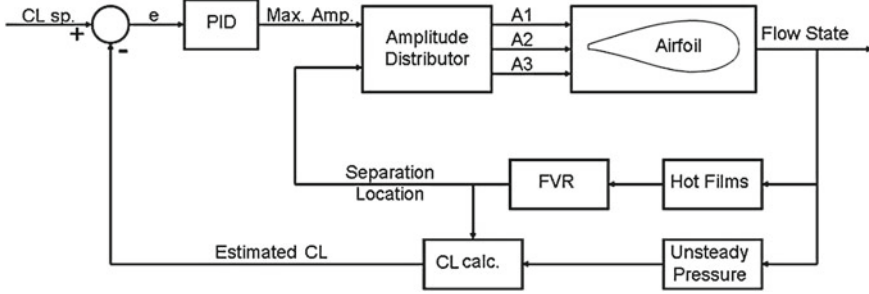 CL sp.
+
-
e
PID
Max. Amp.
Amplitude
Distributor
A1
A2
A3
Airfoil
Flow State
Separation
Location
FVR
Hot Films
Estimated CL
CL calc.
Unsteady
Pressure